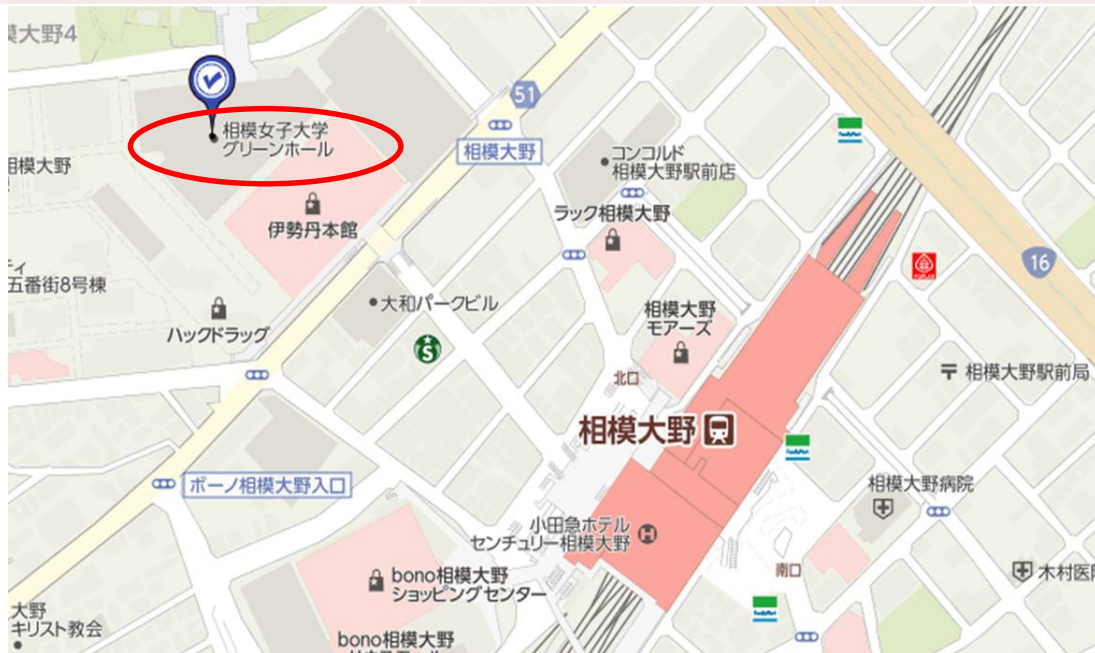 模大野4
51
相模女子大学
グリーンホール
相模大野
コンコルド
相模大野駅前店
相模大野
ラック相模大野
伊勢丹本館
16
ィ
五番街8号棟
大和パークビル
相模大野
モアーズ
ハックドラッグ
S
北口
相模大野駅前局
相模大野
FamilyMart
ボーノ相模大野入口
相模大野病院
小田急ホテル
センチュリー相模大野
H
南口
木村医院
bono相模大野
ショッピングセンター
大野
キリスト教会
bono相模大野